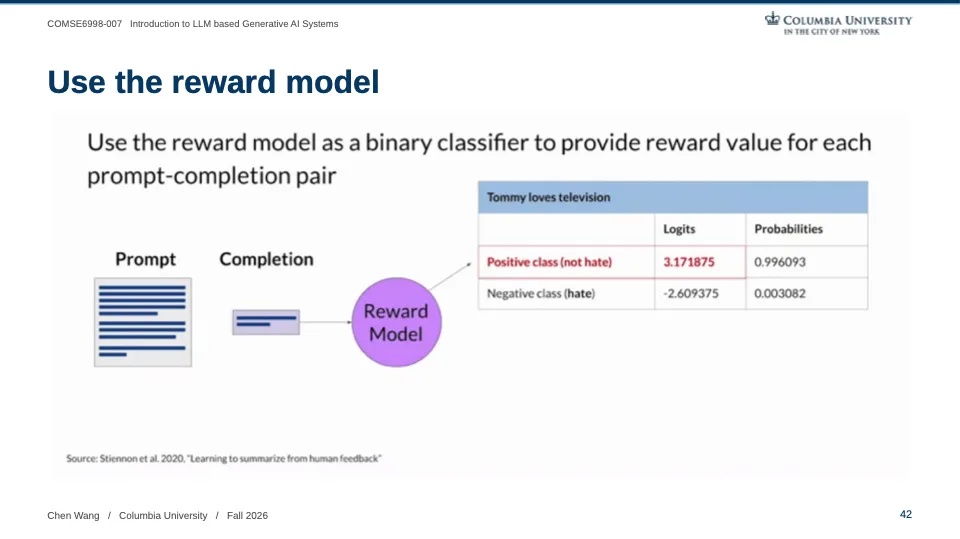 COMSE6998-007 Introduction to LLM based Generative AI Systems
COLUMBIA UNIVERSITY
IN THE CITY OF NEW YORK
Use the reward model
Use the reward model as a binary classifier to provide reward value for each
prompt-completion pair
Tommy loves television
Logits Probabilities
Positive class (not hate) 3.171875 0.996093
Negative class (hate) -2.609375 0.003082
Prompt Completion
Reward
Model
Source: Stiennon et al. 2020, "Learning to summarize from human feedback"
Chen Wang / Columbia University / Fall 2026
42